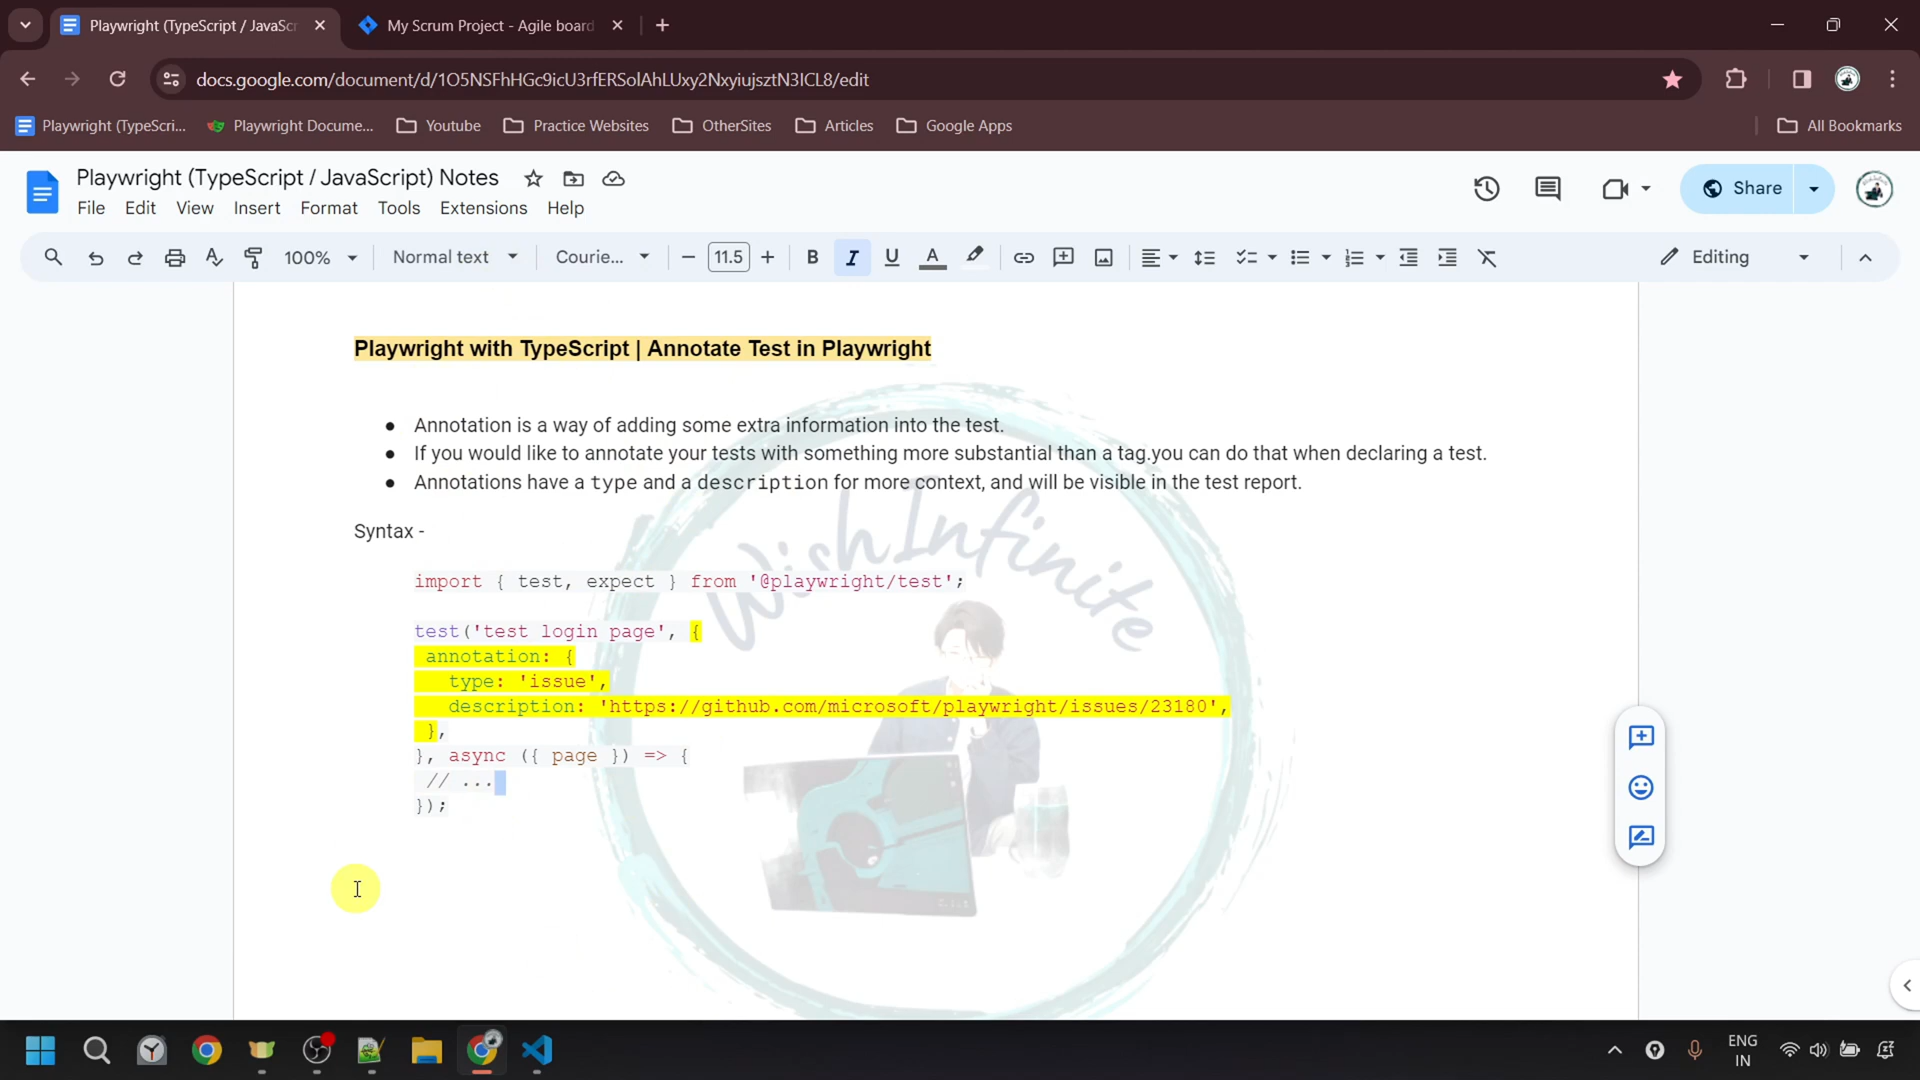 Playwright (TypeScript / JavaScr
My Scrum Project - Agile board
docs.google.com/document/d/1O5NSFhHGc9icU3rfERSolAhLUxy2NxyiujsztN3ICL8/edit
Playwright (TypeScri...
Playwright Docume...
Youtube
Practice Websites
OtherSites
Articles
Google Apps
All Bookmarks
Playwright (TypeScript / JavaScript) Notes
File Edit View Insert Format Tools Extensions Help
Share
100%
Normal text
Courie...
11.5
B I U A
Editing
Playwright with TypeScript | Annotate Test in Playwright
● Annotation is a way of adding some extra information into the test.
● If you would like to annotate your tests with something more substantial than a tag.you can do that when declaring a test.
● Annotations have a type and a description for more context, and will be visible in the test report.
Syntax -
import { test, expect } from '@playwright/test';
test('test login page', {
annotation: {
type: 'issue',
description: 'https://github.com/microsoft/playwright/issues/23180',
},
}, async ({ page }) => {
// ...
});
WishInfinite
ENG
IN